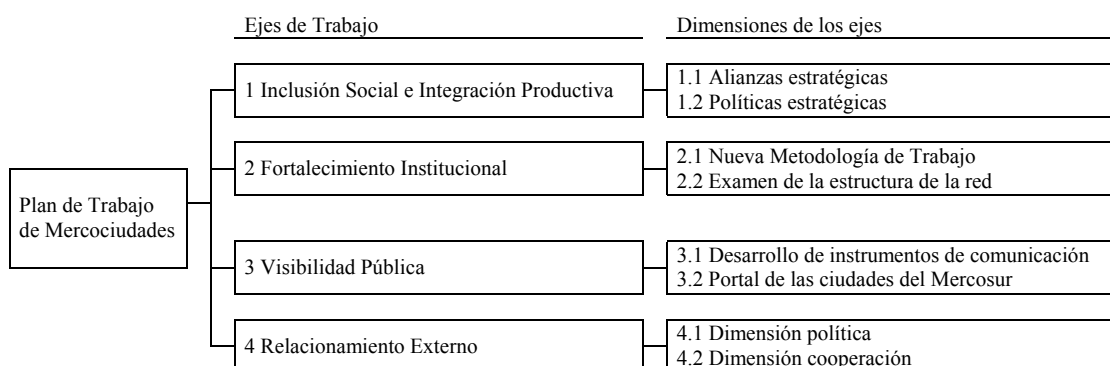 Ejes de Trabajo
Dimensiones de los ejes
1 Inclusión Social e Integración Productiva
1.1 Alianzas estratégicas
1.2 Políticas estratégicas
2 Fortalecimiento Institucional
2.1 Nueva Metodología de Trabajo
2.2 Examen de la estructura de la red
Plan de Trabajo
de Mercociudades
3 Visibilidad Pública
3.1 Desarrollo de instrumentos de comunicación
3.2 Portal de las ciudades del Mercosur
4 Relacionamiento Externo
4.1 Dimensión política
4.2 Dimensión cooperación